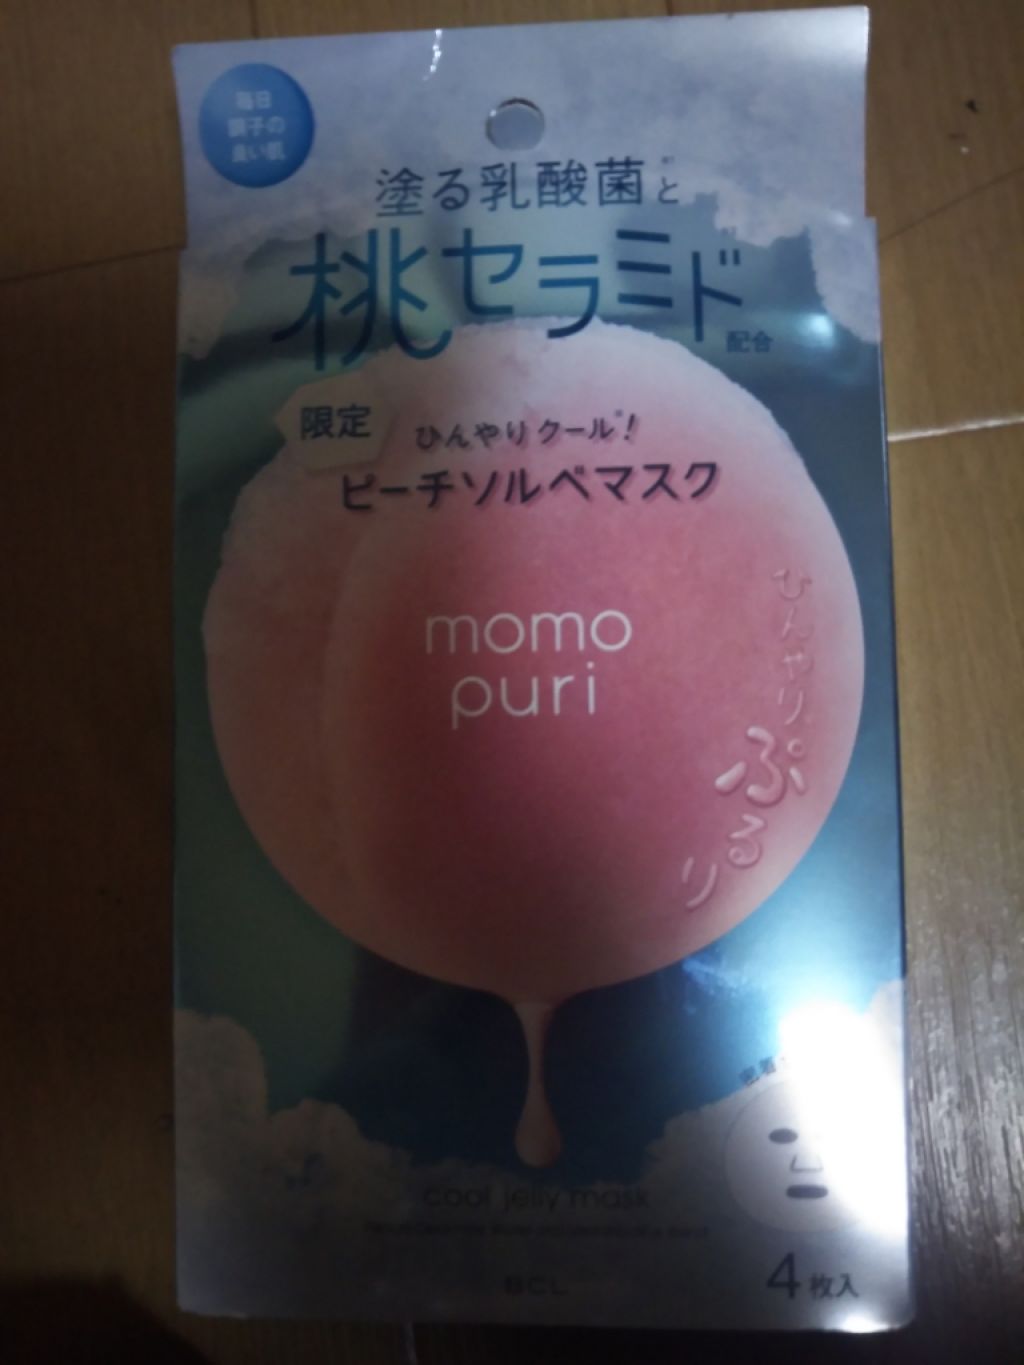 毎日
調子の
良い肌
塗る乳酸菌と
桃セラミド
配合
限定
ひんやりクール※!
ピーチソルベマスク
momo
puri
ひんやり
ぷるり
cool jelly mask
BCL
4枚入